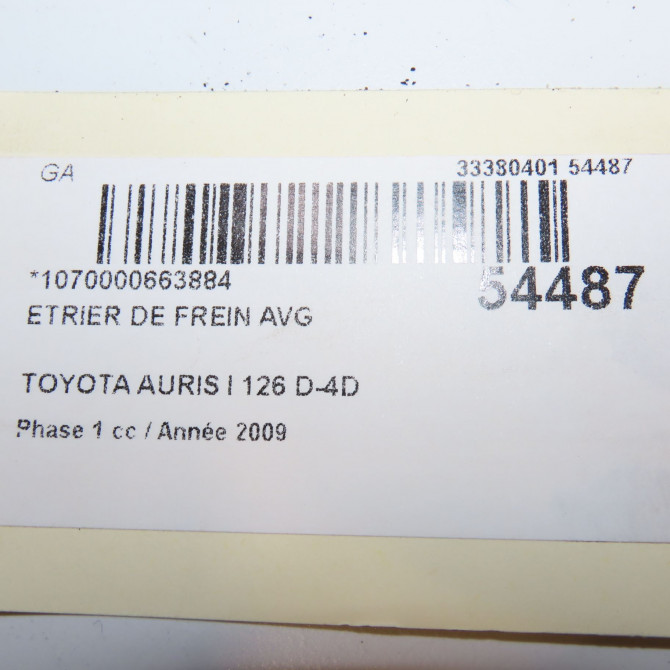 GA 33380401 54487
*1070000663884
54487
ETRIER DE FREIN AVG
TOYOTA AURIS I 126 D-4D
Phase 1 cc / Année 2009